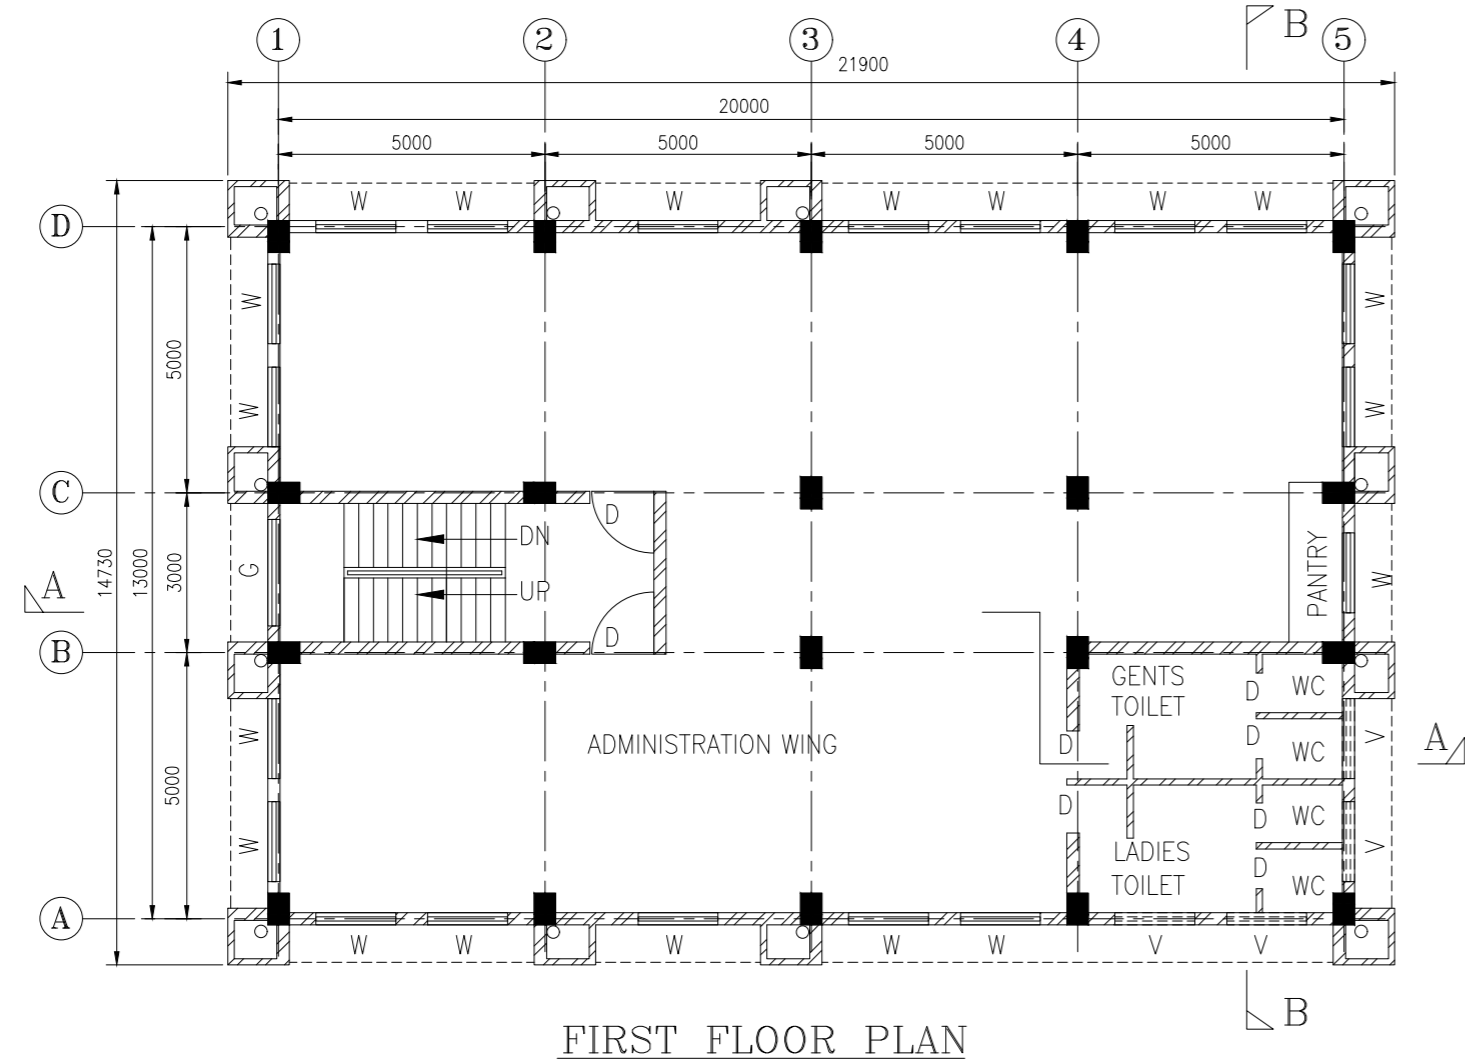 B
1 2 3 4 5
21900
20000
5000 5000 5000 5000
W W W W W W W
D
W W
5000
W W
C
D
DN
14730 13000 3000 G
PANTRY
W
A
UP
D
B
GENTS
TOILET
D WC
W
ADMINISTRATION WING
D
D WC
V
A
5000
D
D WC
W
LADIES
TOILET
V
D WC
A
W W W W W V V
B
FIRST FLOOR PLAN